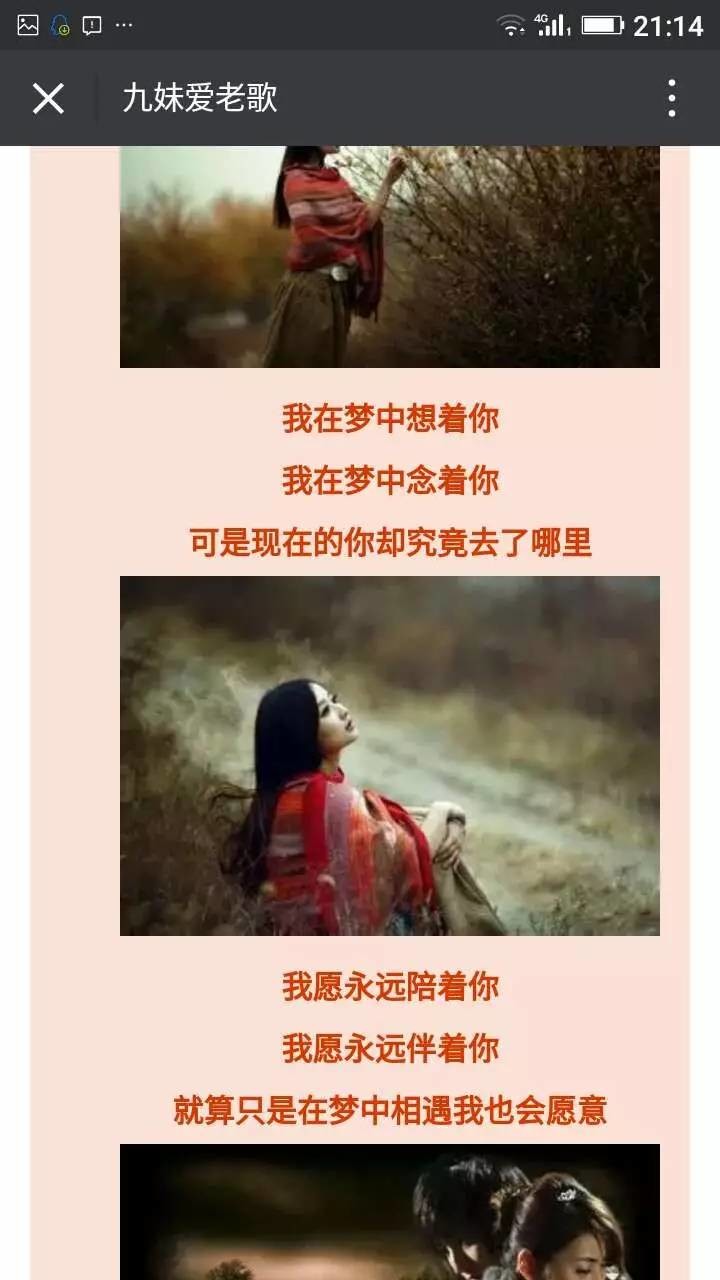 4G 1 21:14
九妹爱老歌
我在梦中想着你
我在梦中念着你
可是现在的你却究竟去了哪里
我愿永远陪着你
我愿永远伴着你
就算只是在梦中相遇我也会愿意